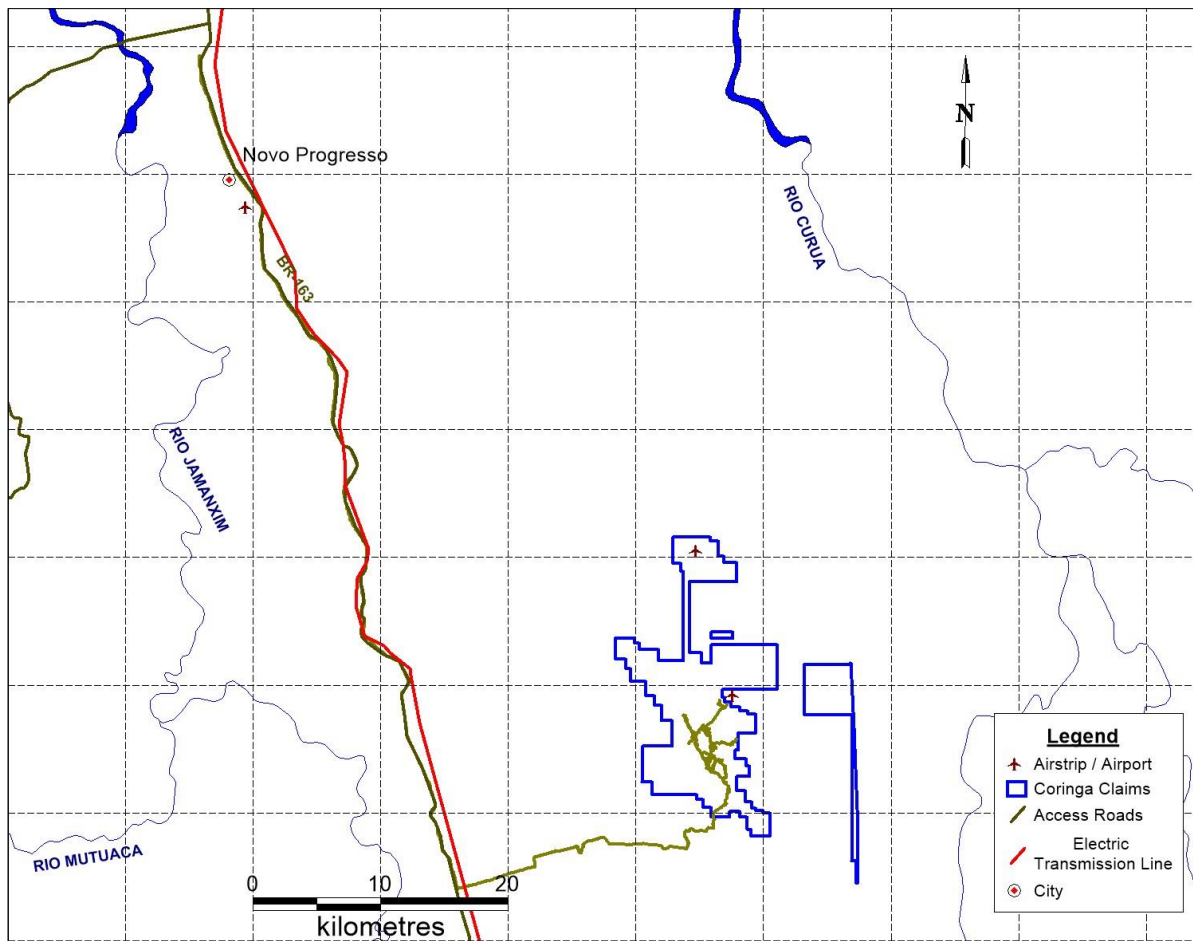 N
Novo Progresso
RIO CURUA
BR-163
RIO JAMANXIM
RIO MUTUACA
Legend
Airstrip / Airport
Coringa Claims
Access Roads
Electric
Transmission Line
City
0 10 20
kilometres